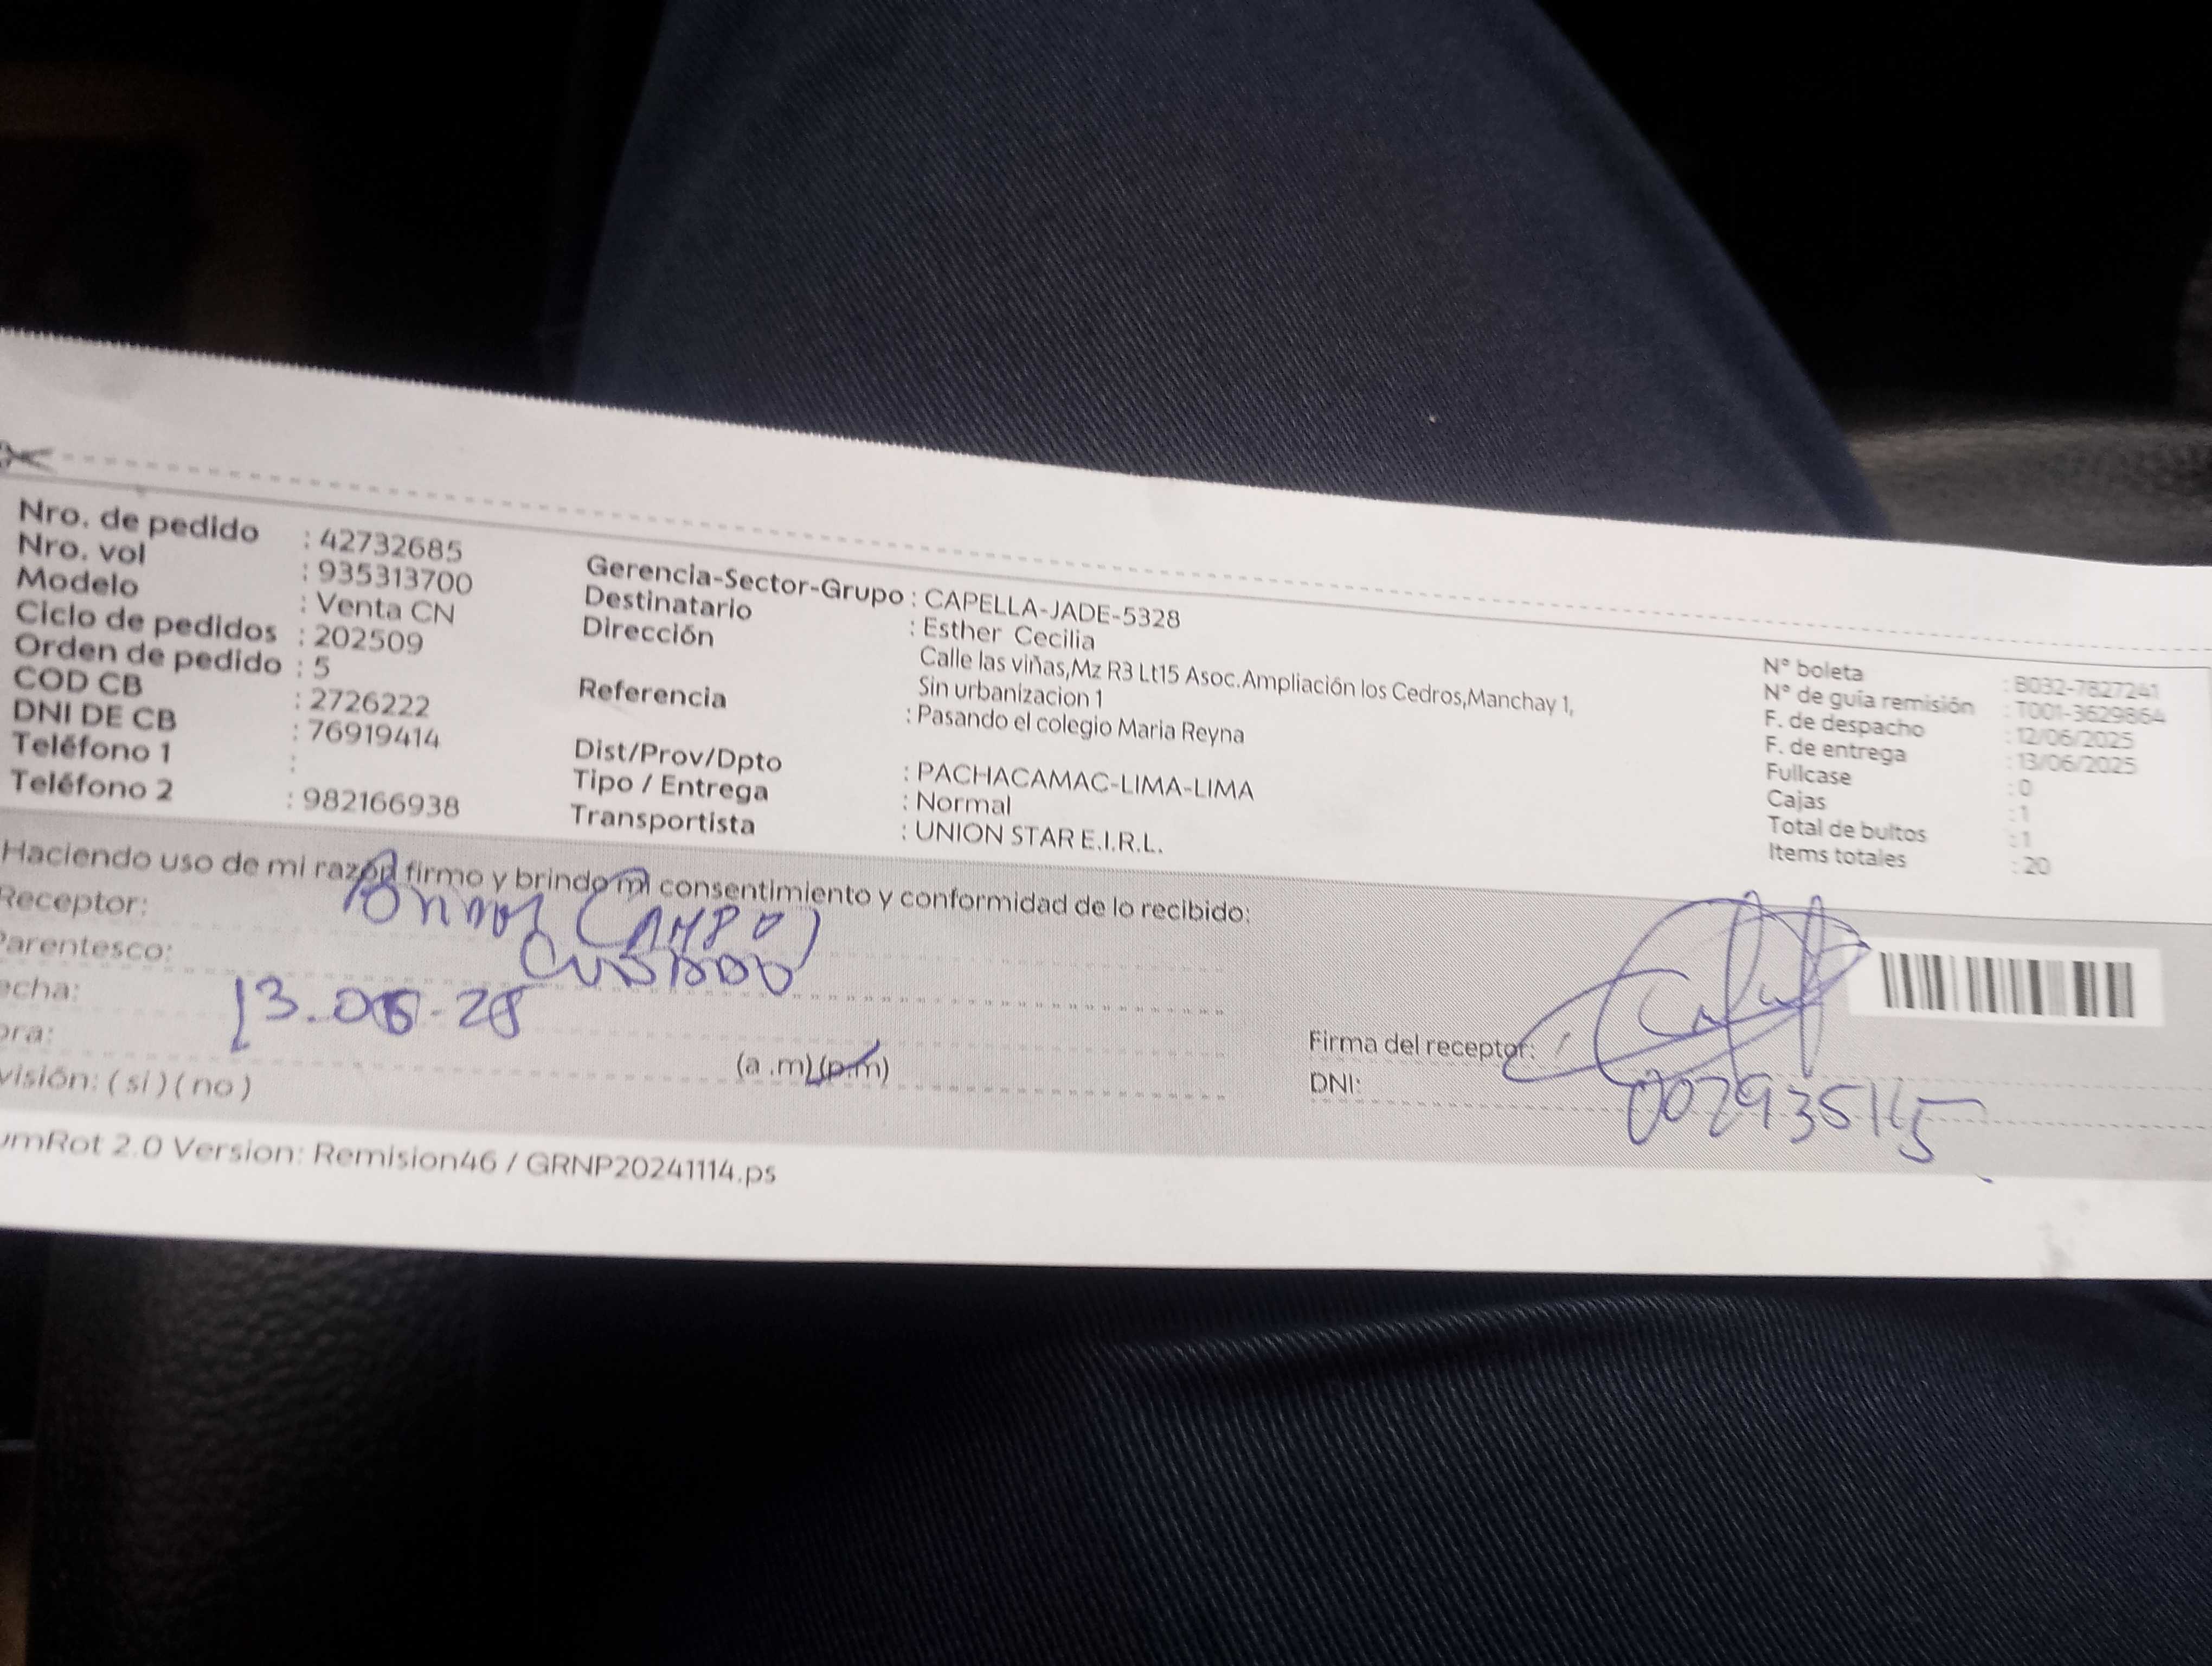 Nro. de pedido : 42732685
Nro. vol : 935313700
Modelo : Venta CN
Ciclo de pedidos : 202509
Orden de pedido : 5
COD CB : 2726222
DNI DE CB : 76919414
Teléfono 1 :
Teléfono 2 : 982166938
Gerencia-Sector-Grupo : CAPELLA-JADE-5328
Destinatario : Esther Cecilia
Dirección Calle las viñas,Mz R3 Lt15 Asoc.Ampliación los Cedros,Manchay 1,
Sin urbanizacion 1
Referencia : Pasando el colegio Maria Reyna
Dist/Prov/Dpto : PACHACAMAC-LIMA-LIMA
Tipo / Entrega : Normal
Transportista : UNION STAR E.I.R.L.
N° boleta : B032-7827241
N° de guía remisión : T001-3629864
F. de despacho : 12/06/2025
F. de entrega : 13/06/2025
Fullcase : 0
Cajas : 1
Total de bultos : 1
Items totales : 20
Haciendo uso de mi razón firmo y brindo mi consentimiento y conformidad de lo recibido:
Receptor:
Parentesco:
echa: 13.06-25
ora: (a .m) (p.m)
visión: ( si ) ( no )
Firma del receptor:
DNI: 002935115
umRot 2.0 Version: Remision46 / GRNP20241114.ps